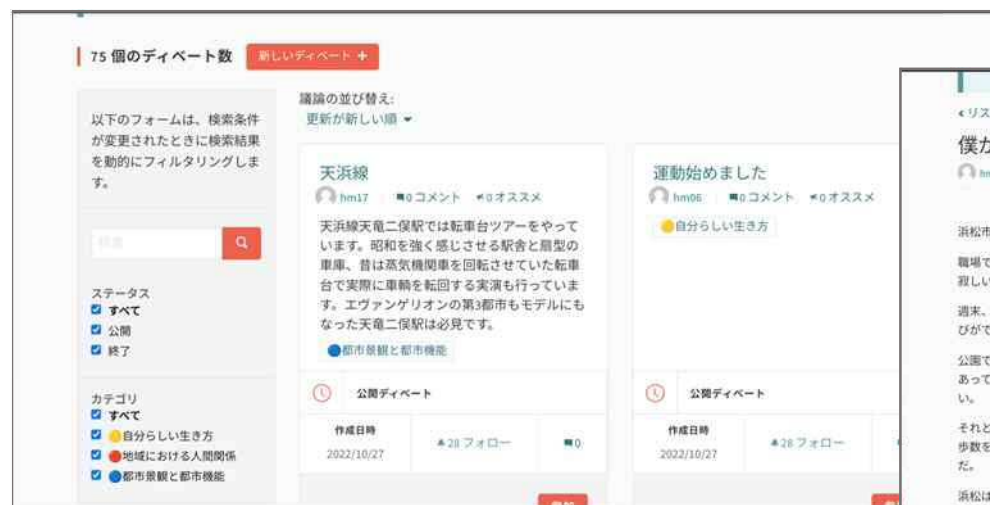 75 個のディベート数
新しいディベート +
以下のフォームは、検索条件
が変更されたときに検索結果
を動的にフィルタリングしま
す。
検索
ステータス
すべて
公開
終了
カテゴリ
すべて
自分らしい生き方
地域における人間関係
都市景観と都市機能
議論の並び替え:
更新が新しい順
天浜線
hm17 0コメント 0オススメ
天浜線天竜二俣駅では転車台ツアーをやって
います。昭和を強く感じさせる駅舎と扇型の
車庫、昔は蒸気機関車を回転させていた転車
台で実際に車輌を転回する実演も行っていま
す。エヴァンゲリオンの第3都市もモデルにも
なった天竜二俣駅は必見です。
都市景観と都市機能
公開ディベート
作成日時
2022/10/27
28 フォロー
0
運動始めました
hm06 0コメント 0オススメ
自分らしい生き方
公開ディベート
作成日時
2022/10/27
28 フォロー
‹リス
僕が
浜松市
職場で
寂しい
週末、
びがで
公園で
あって
い。
それと
歩数を
だ。
浜松は